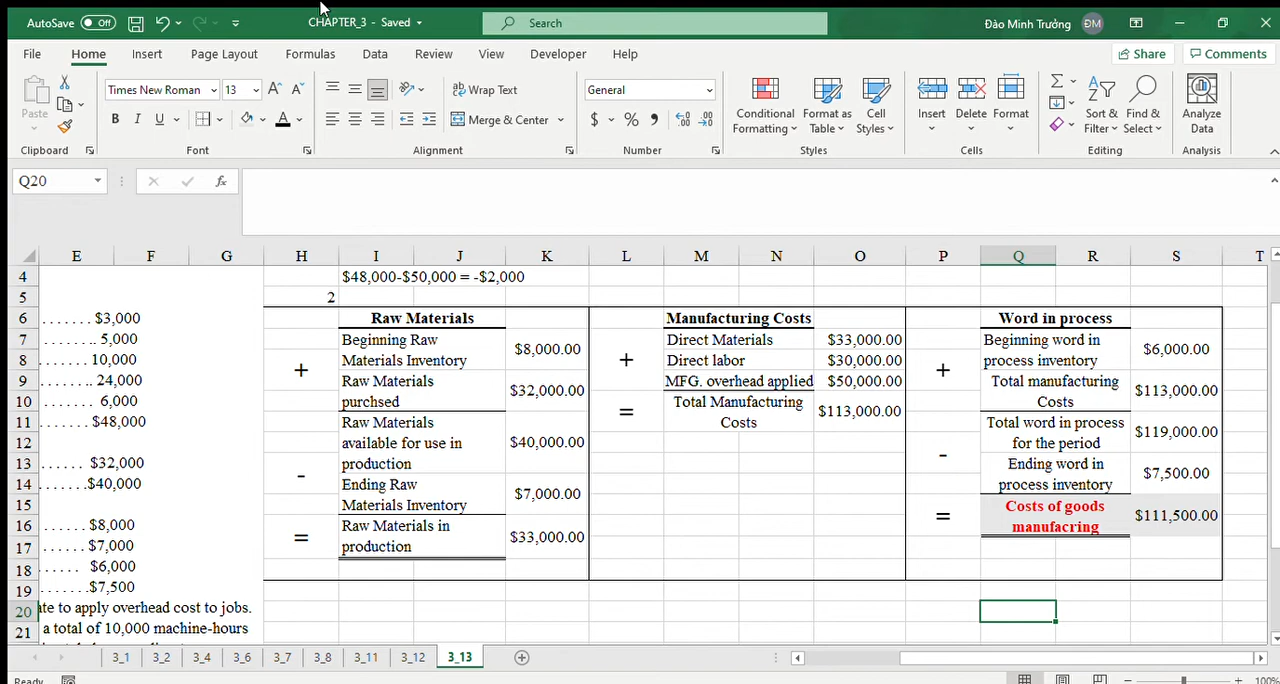 AutoSave Off CHAPTER_3 - Saved Search Đào Minh Trưởng ĐM
File Home Insert Page Layout Formulas Data Review View Developer Help Share Comments
Paste Times New Roman 13 A A Wrap Text General Conditional Formatting Format as Table Cell Styles Insert Delete Format Sort & Filter Find & Select Analyze Data
B I U A Merge & Center $ % 
Clipboard Font Alignment Number Styles Cells Editing Analysis
Q20 fx
E F G H I J K L M N O P Q R S T
4 $48,000-$50,000 = -$2,000
5 2
6 ....... $3,000 Raw Materials Manufacturing Costs Word in process
7 ........ 5,000 Beginning Raw Direct Materials $33,000.00 Beginning word in
$8,000.00 $6,000.00
8 ....... 10,000 Materials Inventory Direct labor $30,000.00 process inventory
+ + +
9 ........ 24,000 Raw Materials MFG. overhead applied $50,000.00 Total manufacturing
$32,000.00 $113,000.00
10 ....... 6,000 purchsed Total Manufacturing Costs
= $113,000.00
11 ....... $48,000 Raw Materials Costs Total word in process
$119,000.00
12 available for use in $40,000.00 for the period
-
13 ...... $32,000 production Ending word in
- $7,500.00
14 .......$40,000 Ending Raw process inventory
$7,000.00
15 Materials Inventory Costs of goods
= $111,500.00
16 ...... $8,000 Raw Materials in manufacring
= $33,000.00
17 ...... $7,000 production
18 ...... $6,000
19 .......$7,500
20 ate to apply overhead cost to jobs.
21 a total of 10,000 machine-hours
3_1 3_2 3_4 3_6 3_7 3_8 3_11 3_12 3_13
Ready 100%